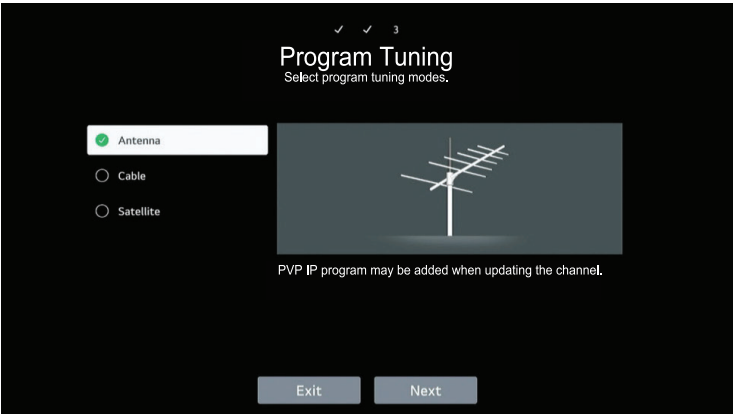 3
Program Tuning
Select program tuning modes.
Antenna
Cable
Satellite
PVP IP program may be added when updating the channel.
Exit
Next